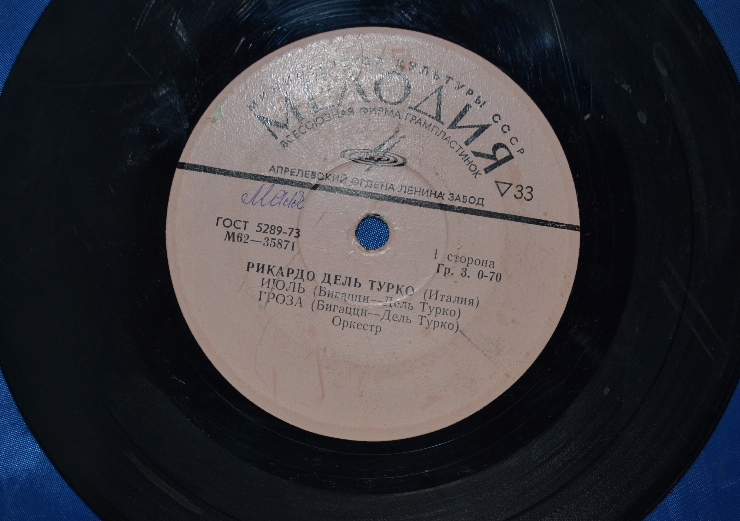 МИНИСТЕРСТВО КУЛЬТУРЫ СССР
МЕЛОДИЯ
ВСЕСОЮЗНАЯ ФИРМА ГРАМПЛАСТИНОК
АПРЕЛЕВСКИЙ ОРДЕНА ЛЕНИНА ЗАВОД
33
ГОСТ 5289-73
М62—35871
1 сторона
Гр. 3. 0-70
РИКАРДО ДЕЛЬ ТУРКО (Италия)
ИЮЛЬ (Бигацци—Дель Турко)
ГРОЗА (Бигацци—Дель Турко)
Оркестр